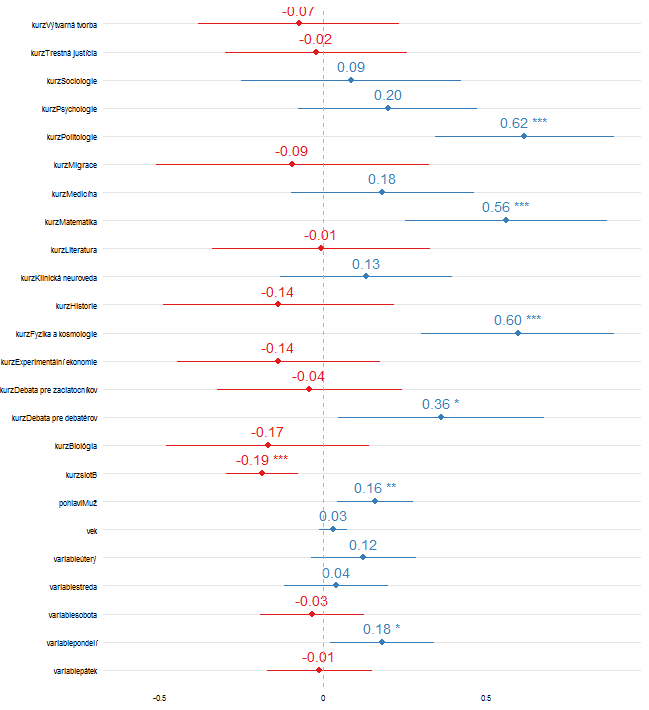 -0.07
kurzVýtvarná tvorba
-0.02
kurzTrestná justícia
0.09
kurzSociologie
0.20
kurzPsychologie
0.62 ***
kurzPolitologie
-0.09
kurzMigrace
0.18
kurzMedicína
0.56 ***
kurzMatematika
-0.01
kurzLiteratura
0.13
kurzKlinická neuroveda
-0.14
kurzHistorie
0.60 ***
kurzFyzika a kosmologie
-0.14
kurzExperimentální ekonomie
-0.04
kurzDebata pre zaciatocníkov
0.36 *
kurzDebata pre debatérov
-0.17
kurzBiológia
-0.19 ***
kurzslotB
0.16 **
pohlavíMuž
0.03
vek
0.12
variableúterý
0.04
variablestreda
-0.03
variablesobota
0.18 *
variablepondelí
-0.01
variablepátek
-0.5 0 0.5